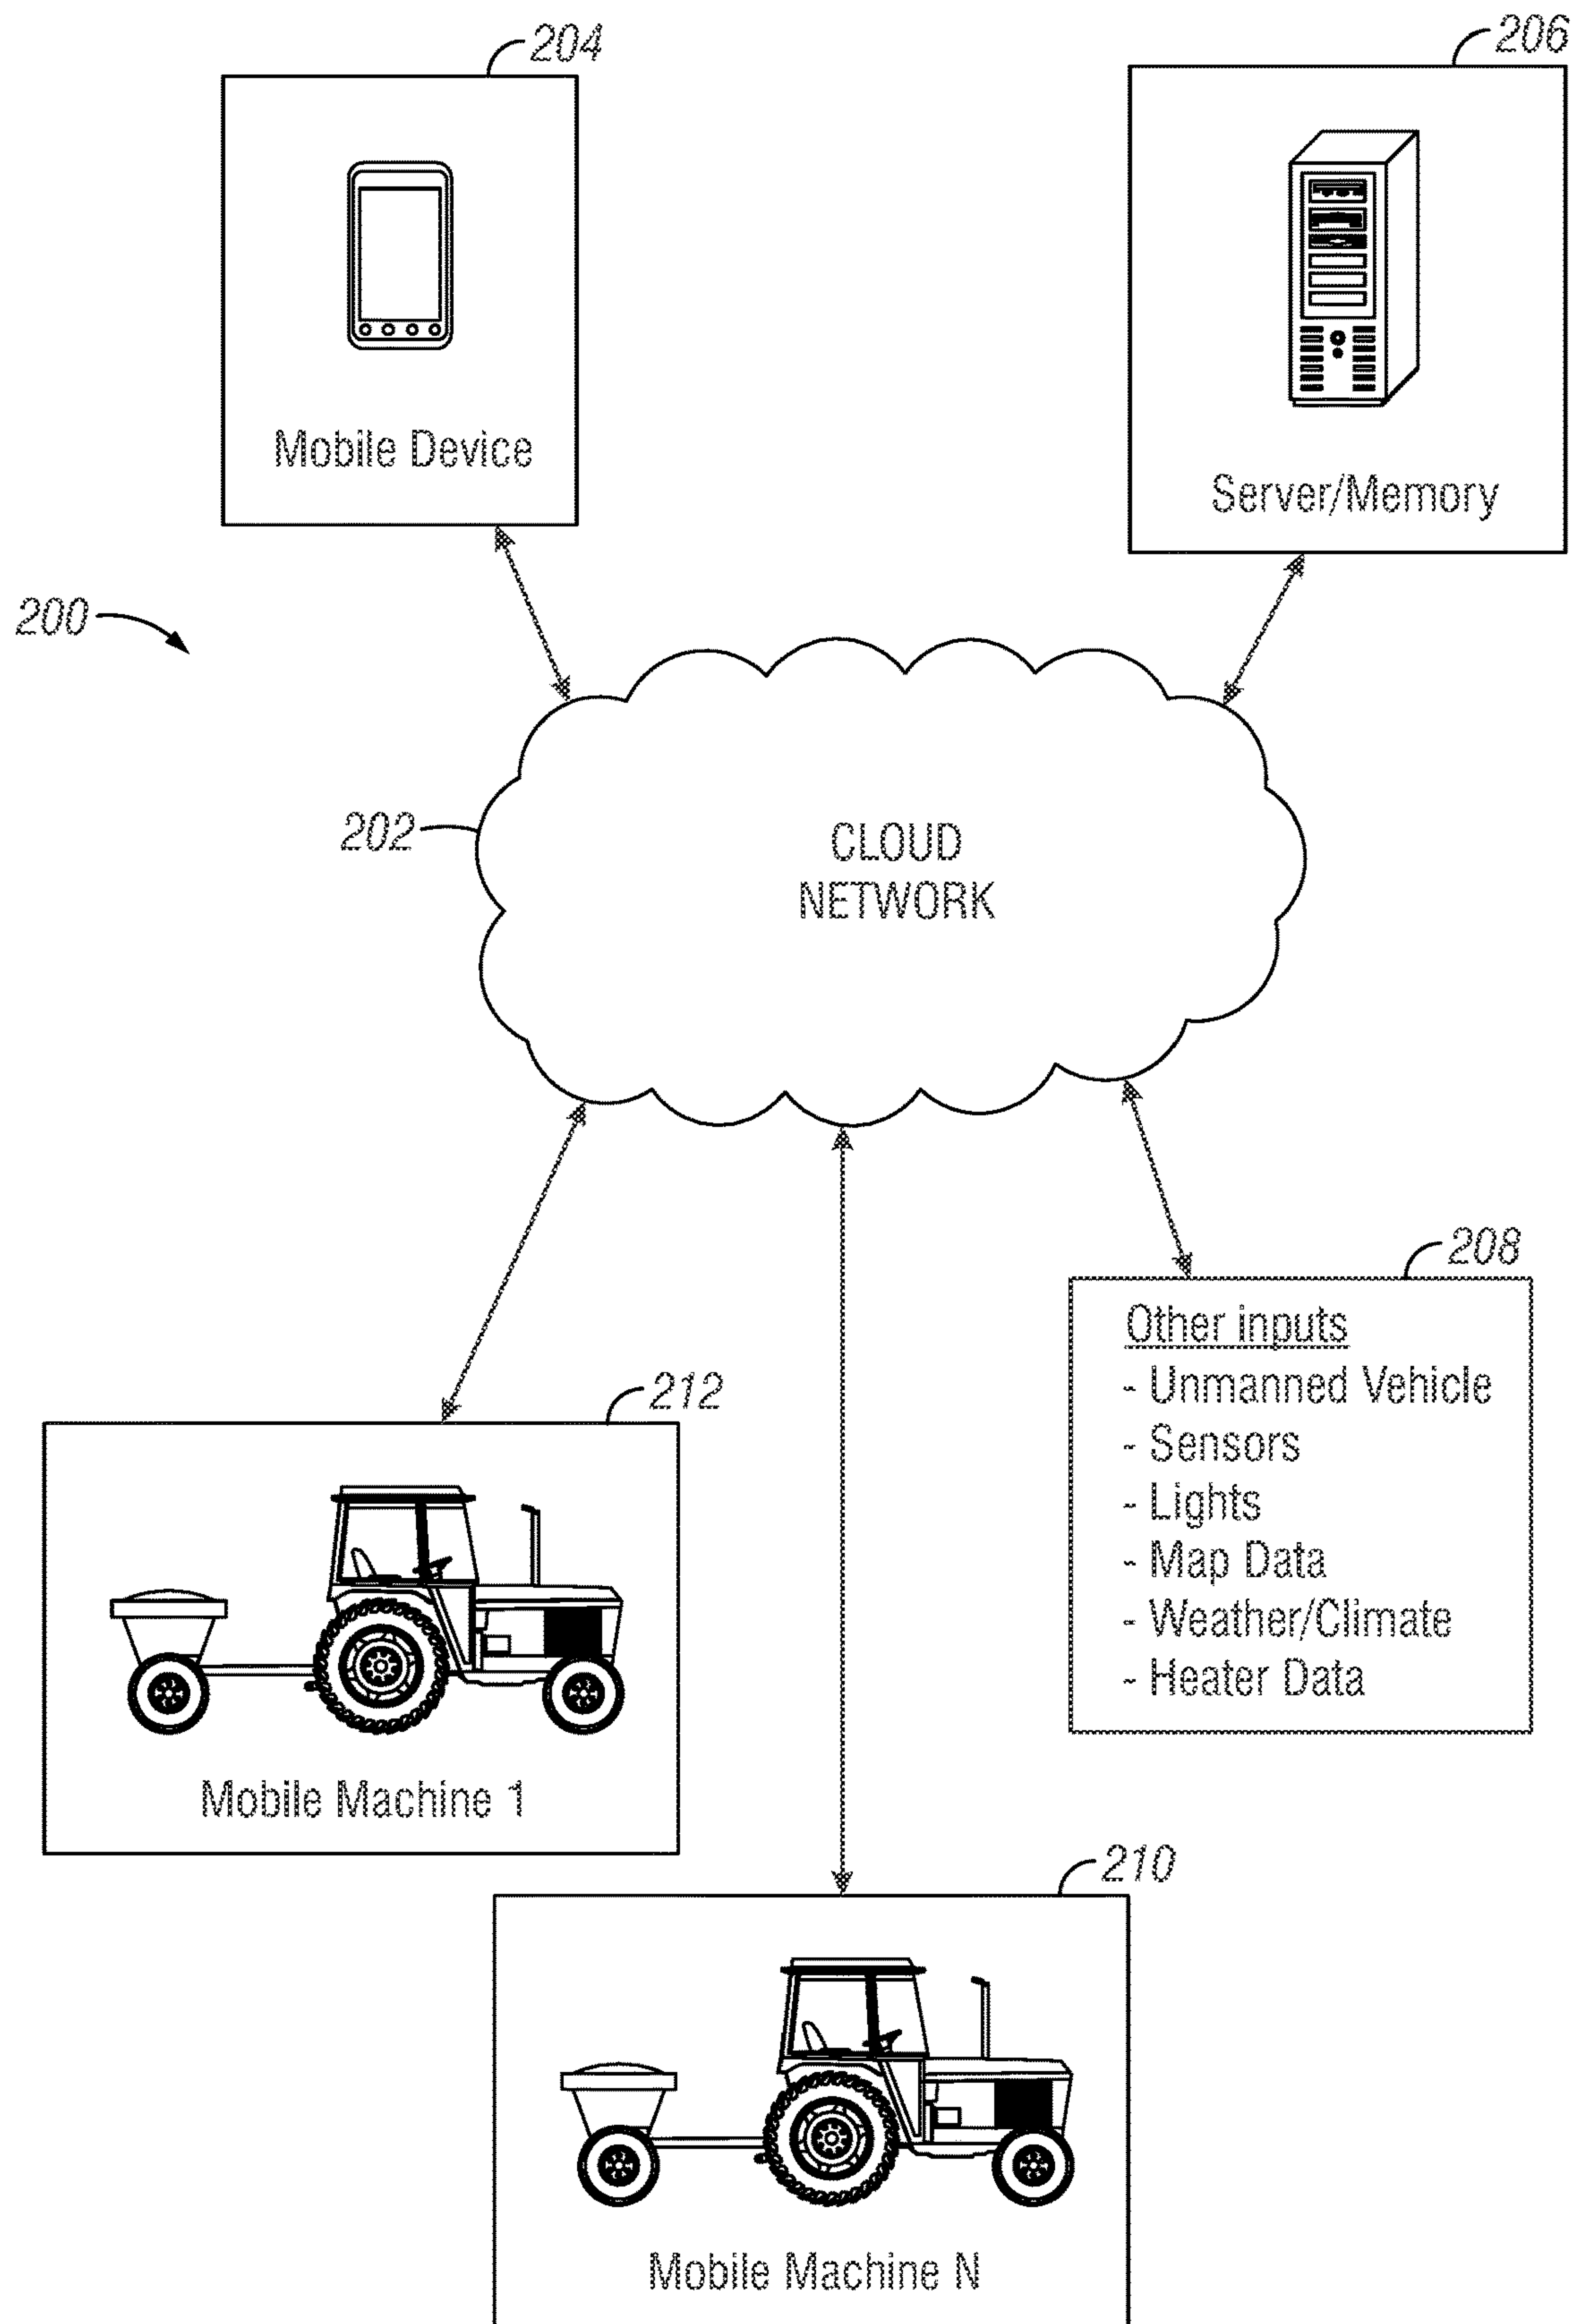 204
206
Mobile Device
Server/Memory
200
202
CLOUD
NETWORK
208
Other inputs
- Unmanned Vehicle
- Sensors
- Lights
- Map Data
- Weather/Climate
- Heater Data
212
Mobile Machine 1
210
Mobile Machine N